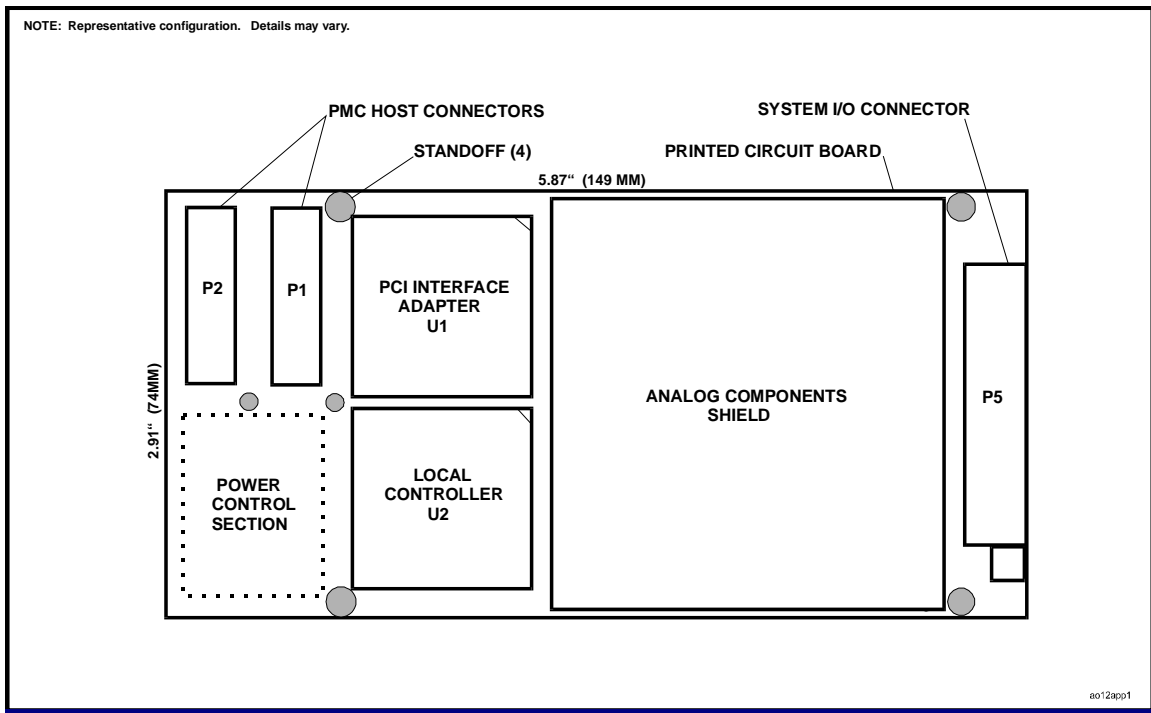 NOTE: Representative configuration. Details may vary.
PMC HOST CONNECTORS
SYSTEM I/O CONNECTOR
STANDOFF (4)
PRINTED CIRCUIT BOARD
5.87“ (149 MM)
P2
P1
PCI INTERFACE
ADAPTER
U1
ANALOG COMPONENTS
SHIELD
P5
2.91“ (74MM)
POWER
CONTROL
SECTION
LOCAL
CONTROLLER
U2
ao12app1